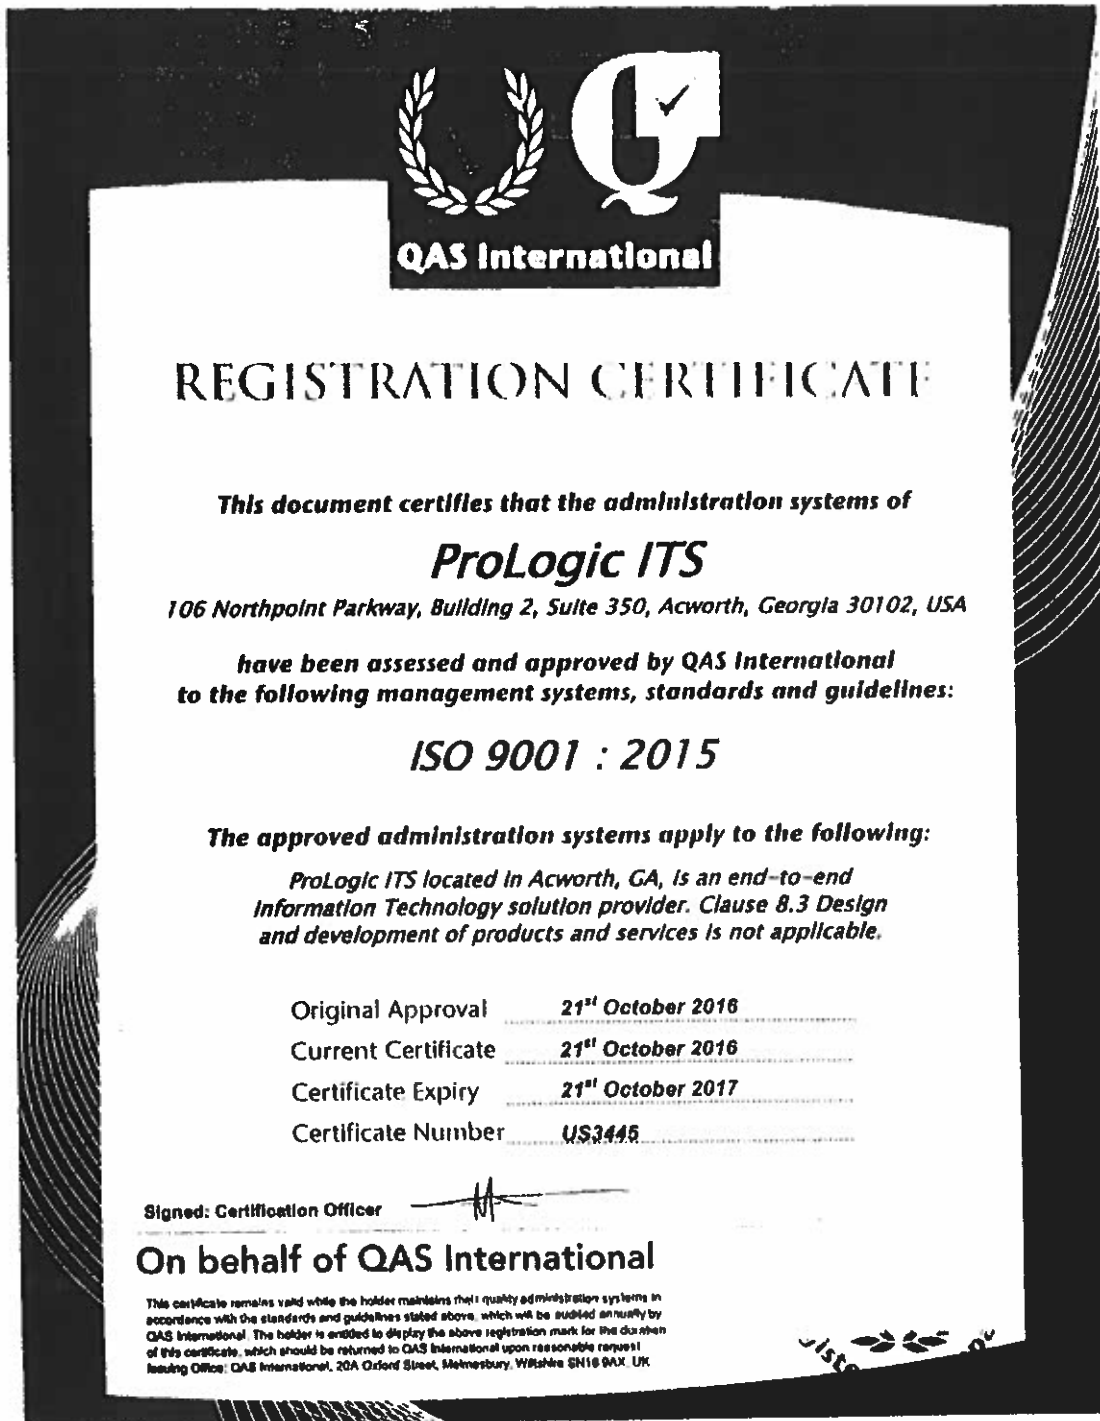 QAS International
REGISTRATION CERTIFICATE
This document certifies that the administration systems of
ProLogic ITS
106 Northpoint Parkway, Building 2, Suite 350, Acworth, Georgia 30102, USA
have been assessed and approved by QAS International
to the following management systems, standards and guidelines:
ISO 9001 : 2015
The approved administration systems apply to the following:
ProLogic ITS located in Acworth, GA, is an end-to-end
Information Technology solution provider. Clause 8.3 Design
and development of products and services is not applicable.
Original Approval 21st October 2016
Current Certificate 21st October 2016
Certificate Expiry 21st October 2017
Certificate Number US3445
Signed: Certification Officer
On behalf of QAS International
This certificate remains valid while the holder maintains their quality administration systems in
accordance with the standards and guidelines stated above, which will be audited annually by
QAS International. The holder is entitled to display the above registration mark for the duration
of this certificate, which should be returned to QAS International upon reasonable request
Issuing Office: QAS International, 20A Oxford Street, Malmesbury, Wiltshire SN16 9AX, UK